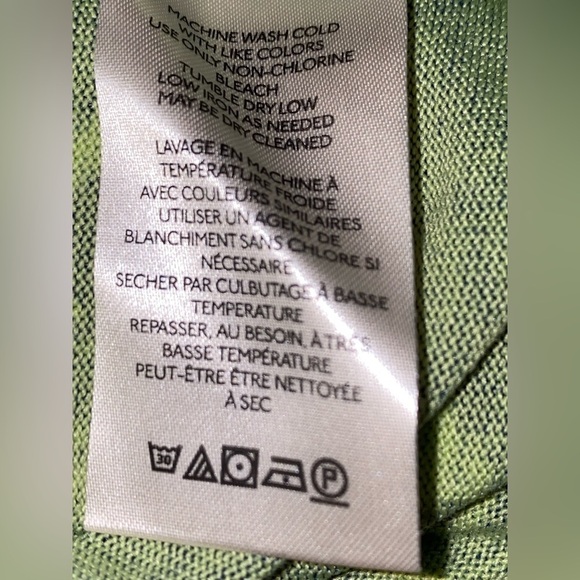 MACHINE WASH COLD
WITH LIKE COLORS
USE ONLY NON-CHLORINE
BLEACH
TUMBLE DRY LOW
LOW IRON AS NEEDED
MAY BE DRY CLEANED
LAVAGE EN MACHINE À
TEMPÉRATURE FROIDE
AVEC COULEURS SIMILAIRES
UTILISER UN AGENT DE
BLANCHIMENT SANS CHLORE SI
NÉCESSAIRE
SECHER PAR CULBUTAGE À BASSE
TEMPERATURE
REPASSER, AU BESOIN, À TRÈS
BASSE TEMPÉRATURE
PEUT-ÊTRE ÊTRE NETTOYÉE
À SEC
30 P